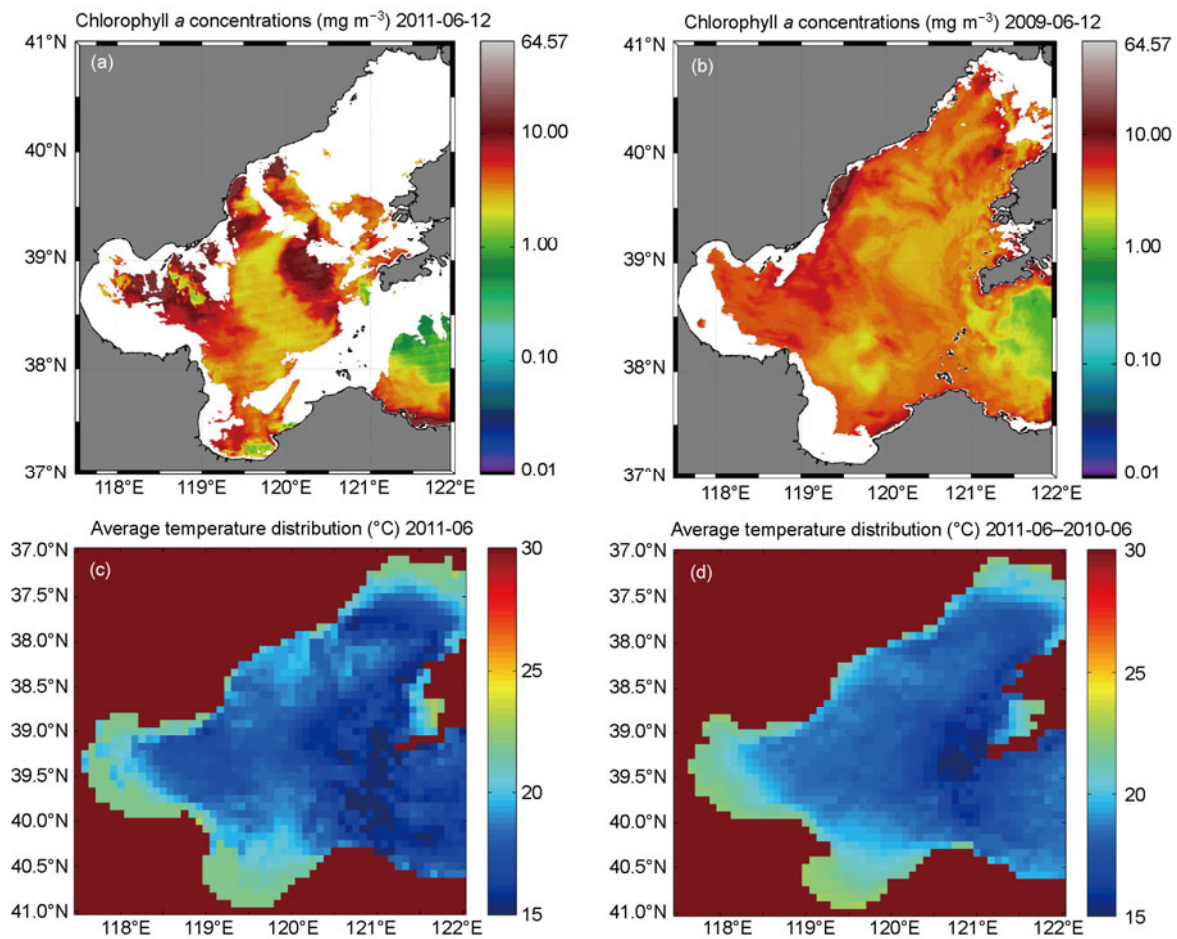 Chlorophyll a concentrations (mg m⁻³) 2011-06-12
41°N
40°N
39°N
38°N
37°N
(a)
118°E 119°E 120°E 121°E 122°E
64.57
10.00
1.00
0.10
0.01
Chlorophyll a concentrations (mg m⁻³) 2009-06-12
41°N
40°N
39°N
38°N
37°N
(b)
118°E 119°E 120°E 121°E 122°E
64.57
10.00
1.00
0.10
0.01
Average temperature distribution (°C) 2011-06
37.0°N
37.5°N
38.0°N
38.5°N
39.0°N
39.5°N
40.0°N
40.5°N
41.0°N
(c)
118°E 119°E 120°E 121°E 122°E
30
25
20
15
Average temperature distribution (°C) 2011-06–2010-06
37.0°N
37.5°N
38.0°N
38.5°N
39.0°N
39.5°N
40.0°N
40.5°N
41.0°N
(d)
118°E 119°E 120°E 121°E 122°E
30
25
20
15